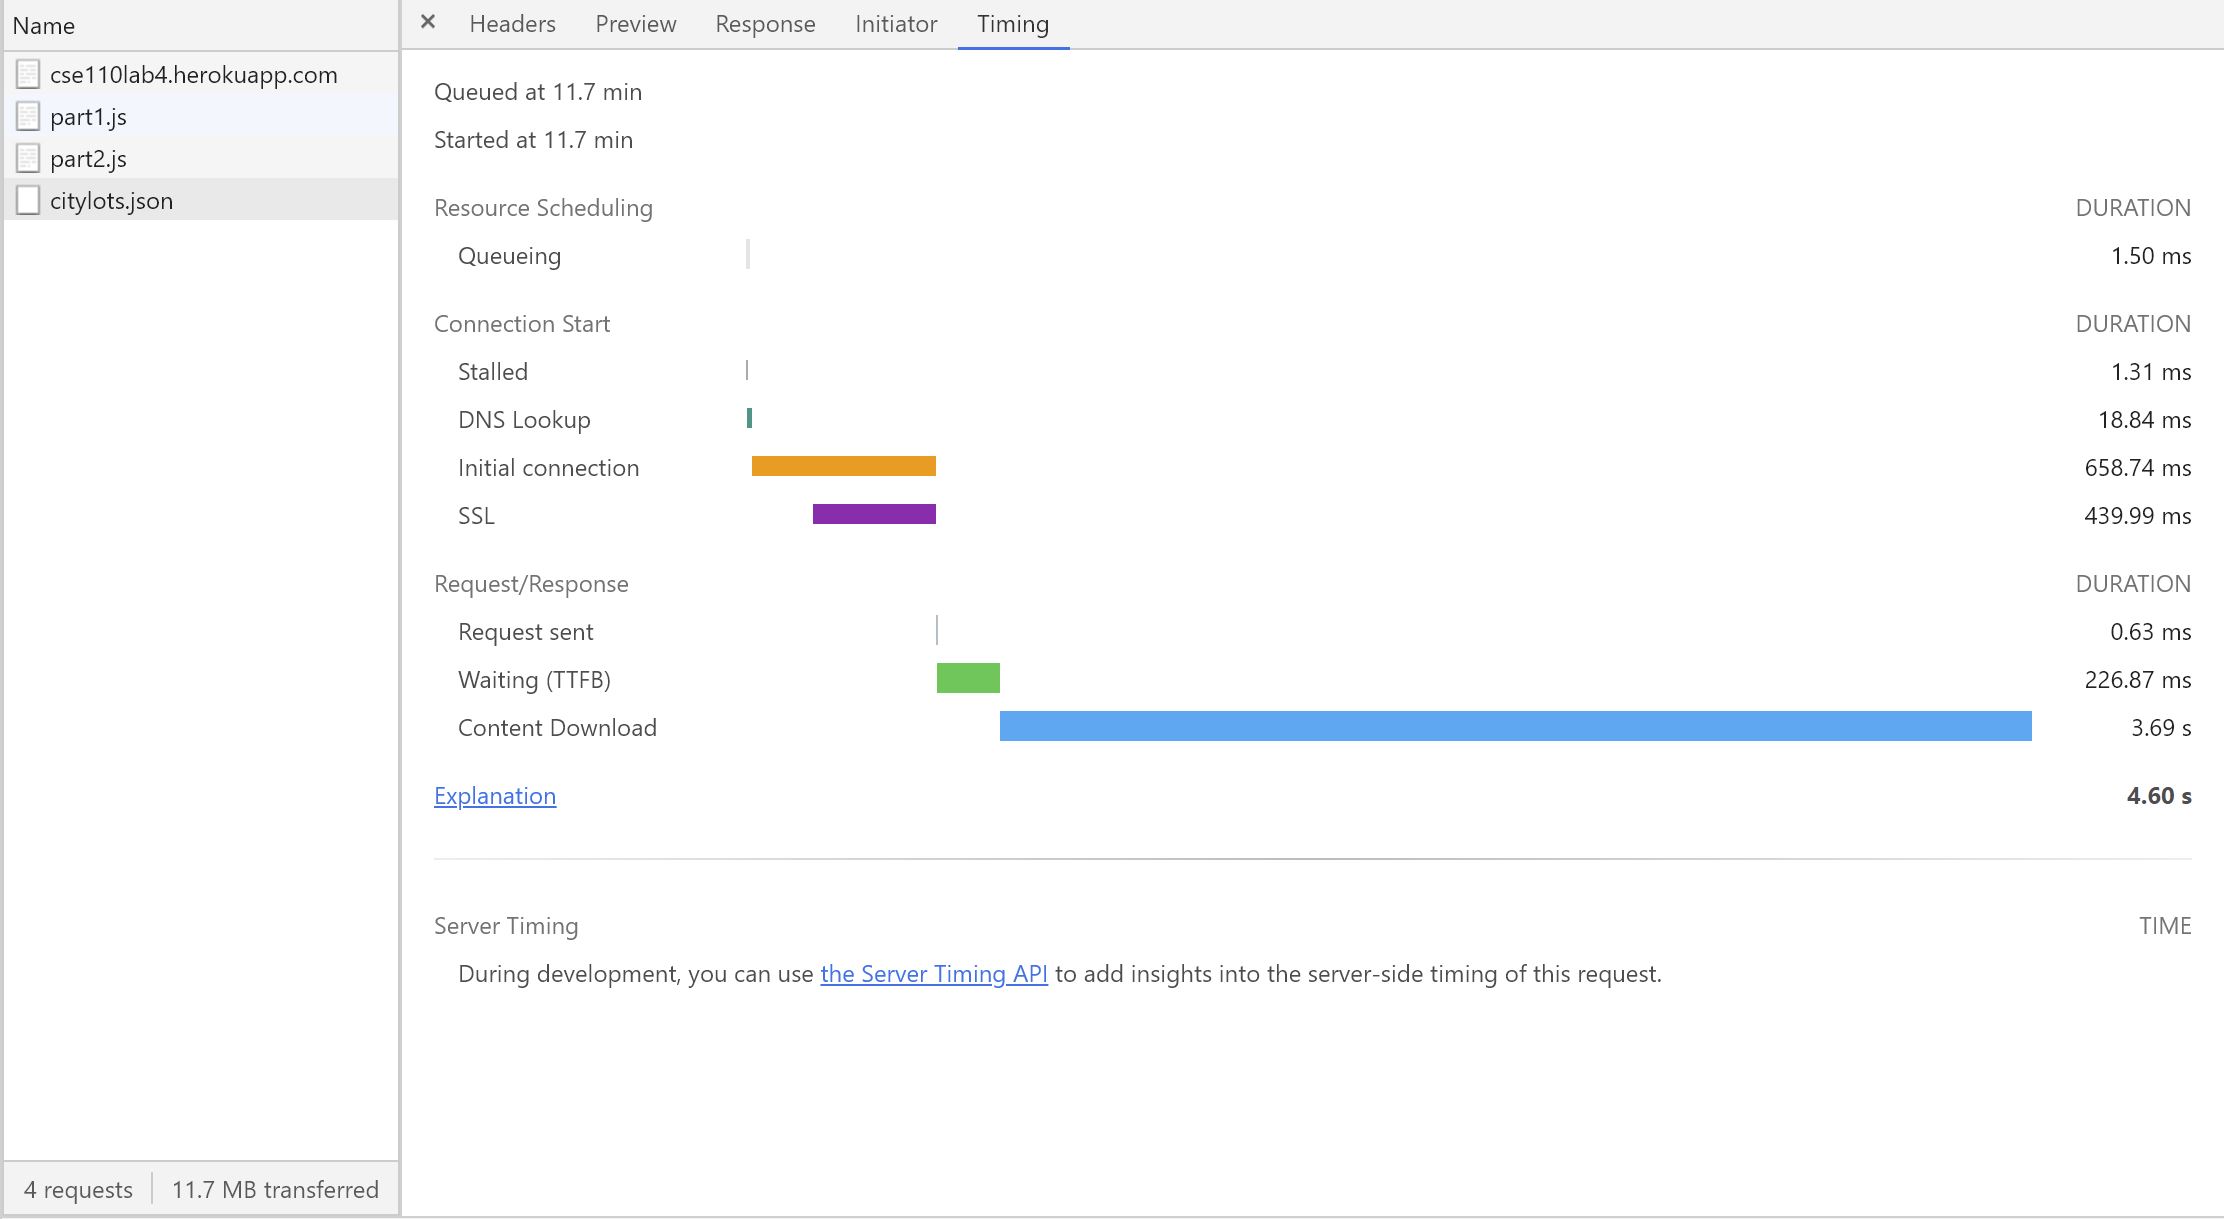 Name
× Headers Preview Response Initiator Timing
cse110lab4.herokuapp.com
part1.js
part2.js
citylots.json
Queued at 11.7 min
Started at 11.7 min
Resource Scheduling DURATION
Queueing 1.50 ms
Connection Start DURATION
Stalled 1.31 ms
DNS Lookup 18.84 ms
Initial connection 658.74 ms
SSL 439.99 ms
Request/Response DURATION
Request sent 0.63 ms
Waiting (TTFB) 226.87 ms
Content Download 3.69 s
Explanation 4.60 s
Server Timing TIME
During development, you can use the Server Timing API to add insights into the server-side timing of this request.
4 requests 11.7 MB transferred